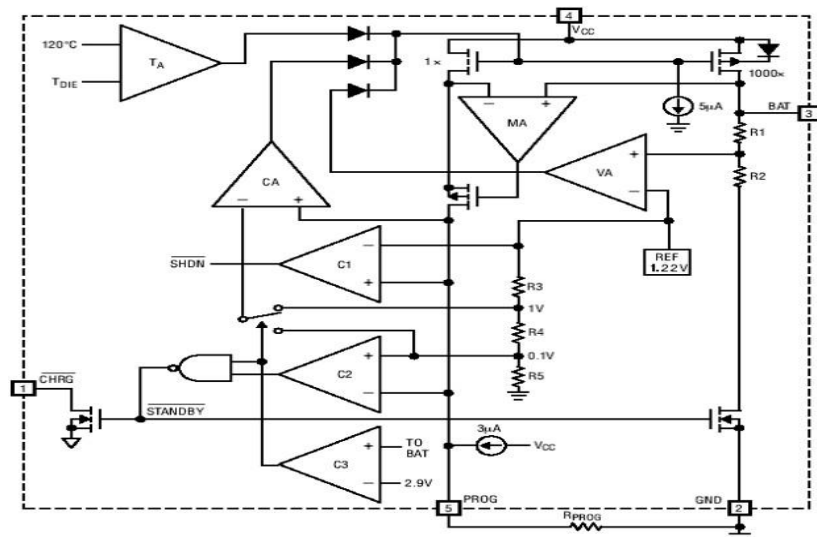 4
VCC
120°C
TA
TDIE
1×
1000×
5µA
BAT
3
MA
R1
VA
R2
CA
SHDN
C1
REF
1.22V
R3
1V
R4
0.1V
R5
C2
1
CHRG
STANDBY
3µA
VCC
C3
TO
BAT
2.9V
5
PROG
GND
2
RPROG
+
−
+
−
+
−
+
−
+
−
+
−
+
−